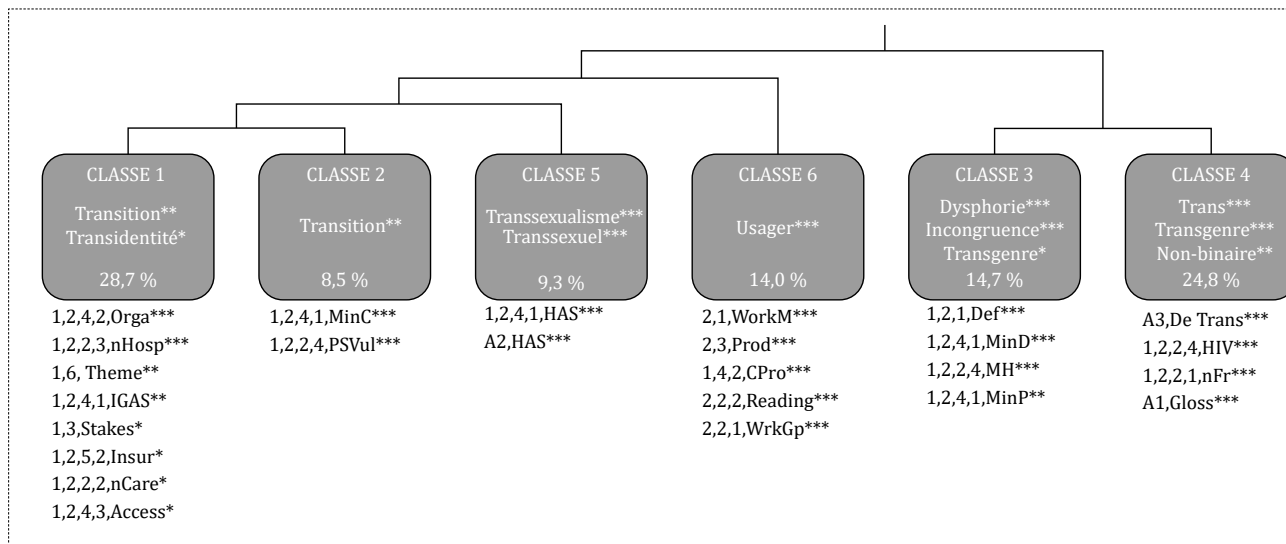 CLASSE 1
Transition**
Transidentité*
28,7 %
1,2,4,2,Orga***
1,2,2,3,nHosp***
1,6, Theme**
1,2,4,1,IGAS**
1,3,Stakes*
1,2,5,2,Insur*
1,2,2,2,nCare*
1,2,4,3,Access*
CLASSE 2
Transition**
8,5 %
1,2,4,1,MinC***
1,2,2,4,PSVul***
CLASSE 5
Transsexualisme***
Transsexuel***
9,3 %
1,2,4,1,HAS***
A2,HAS***
CLASSE 6
Usager***
14,0 %
2,1,WorkM***
2,3,Prod***
1,4,2,CPro***
2,2,2,Reading***
2,2,1,WrkGp***
CLASSE 3
Dysphorie***
Incongruence***
Transgenre*
14,7 %
1,2,1,Def***
1,2,4,1,MinD***
1,2,2,4,MH***
1,2,4,1,MinP**
CLASSE 4
Trans***
Transgenre***
Non-binaire**
24,8 %
A3,De Trans***
1,2,2,4,HIV***
1,2,2,1,nFr***
A1,Gloss***